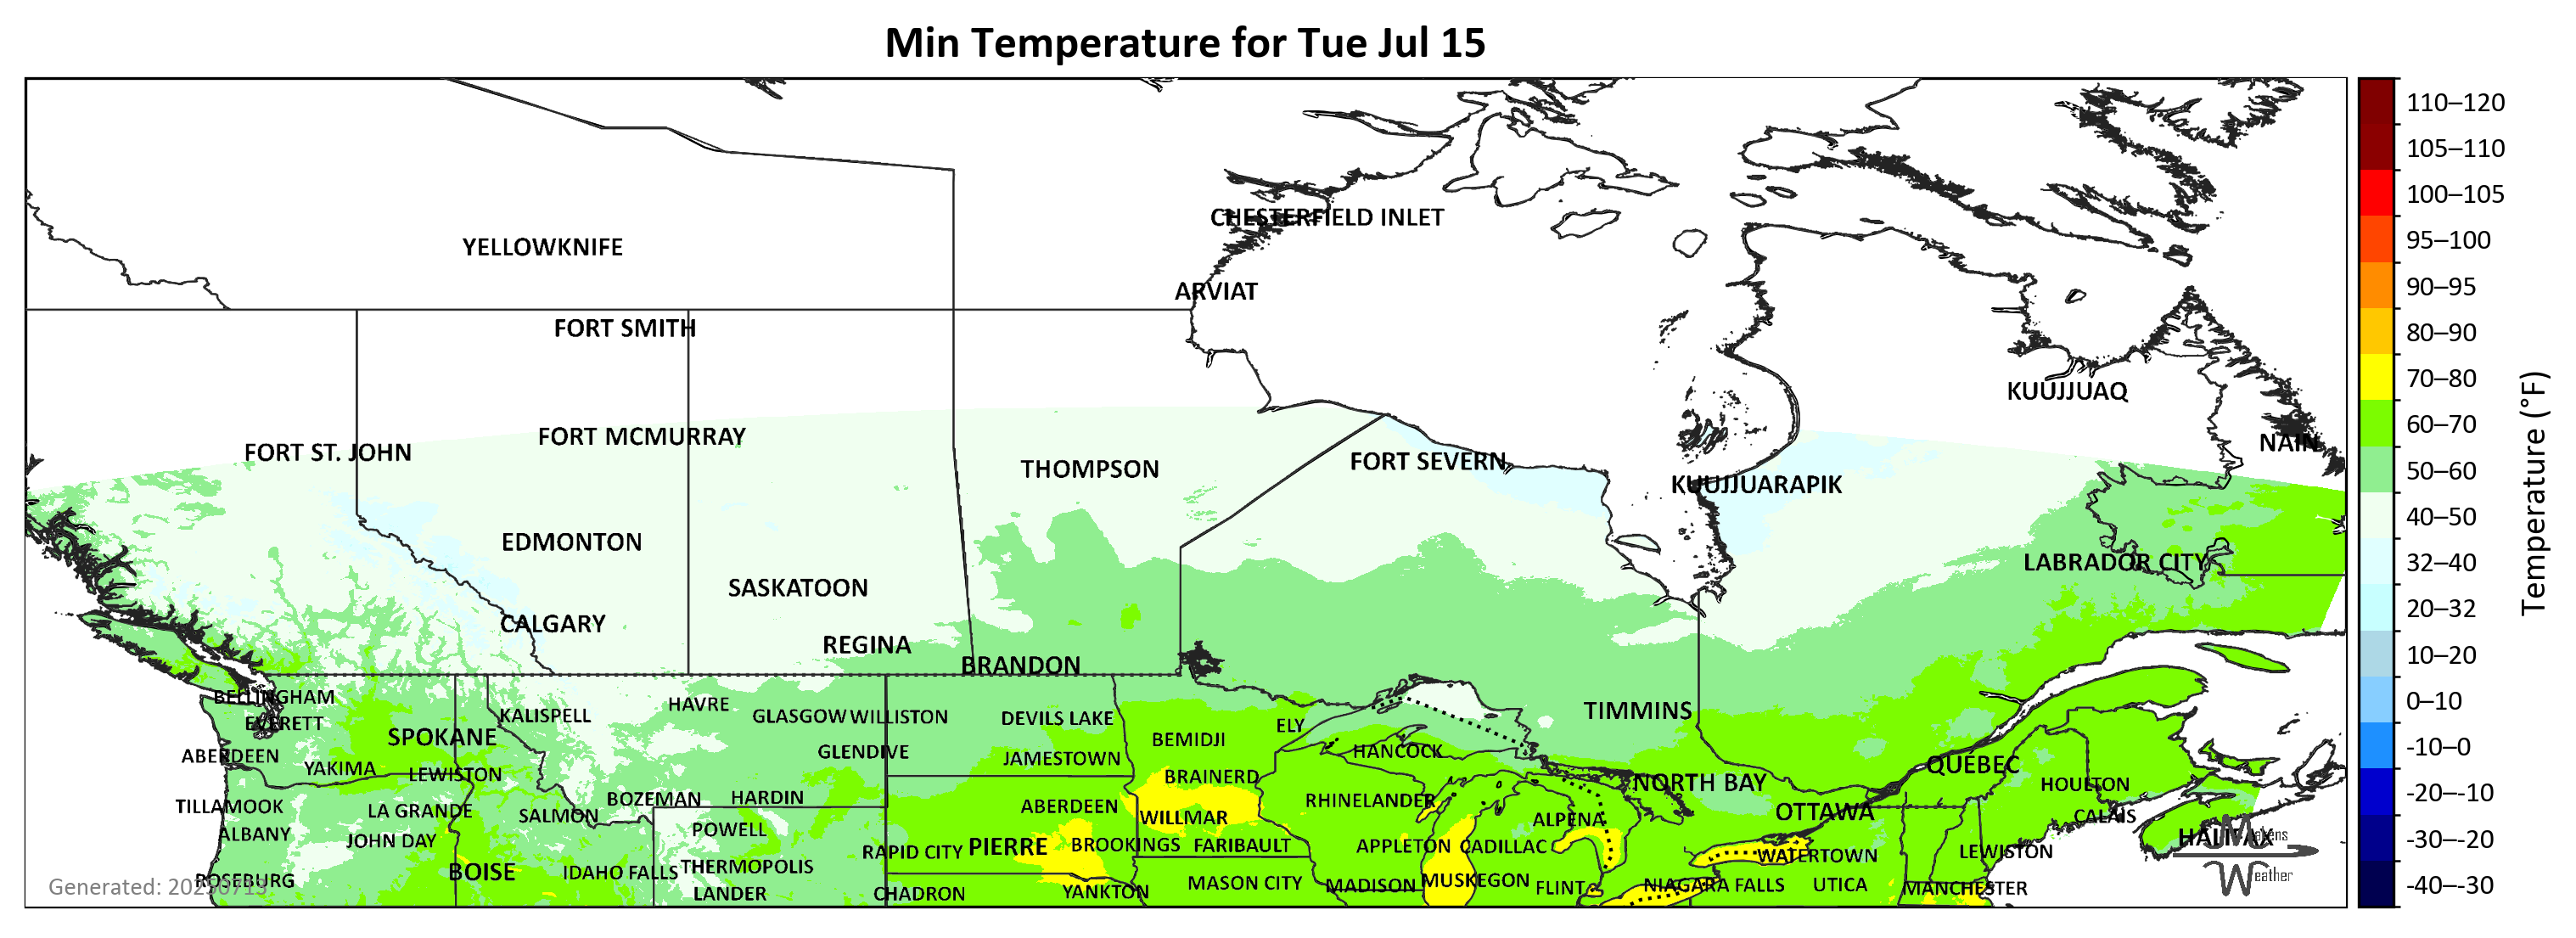 Min Temperature for Tue Jul 15
CHESTERFIELD INLET
YELLOWKNIFE
ARVIAT
FORT SMITH
KUUJJUAQ
FORT MCMURRAY
NAIN
FORT ST. JOHN
FORT SEVERN
THOMPSON
KUUJJUARAPIK
EDMONTON
LABRADOR CITY
SASKATOON
CALGARY
REGINA
BRANDON
BELLINGHAM
HAVRE
TIMMINS
KALISPELL
GLASGOW WILLISTON
DEVILS LAKE
EVERETT
ELY
SPOKANE
BEMIDJI
GLENDIVE
HANCOCK
ABERDEEN
JAMESTOWN
QUÉBEC
YAKIMA
LEWISTON
BRAINERD
NORTH BAY
HOULTON
BOZEMAN
HARDIN
RHINELANDER
TILLAMOOK
ABERDEEN
LA GRANDE
OTTAWA
SALMON
CALAIS
WILLMAR
ALPENA
POWELL
ALBANY
HALIFAX
Makens
JOHN DAY
PIERRE
BROOKINGS
FARIBAULT
APPLETON
CADILLAC
RAPID CITY
LEWISTON
WATERTOWN
THERMOPOLIS
BOISE
IDAHO FALLS
Weather
ROSEBURG
MUSKEGON
MASON CITY
MADISON
NIAGARA FALLS
UTICA
FLINT
MANCHESTER
Generated: 20250713
LANDER
CHADRON
YANKTON
110–120
105–110
100–105
95–100
90–95
80–90
70–80
60–70
50–60
40–50
32–40
20–32
10–20
0–10
-10–0
-20–-10
-30–-20
-40–-30
Temperature (°F)